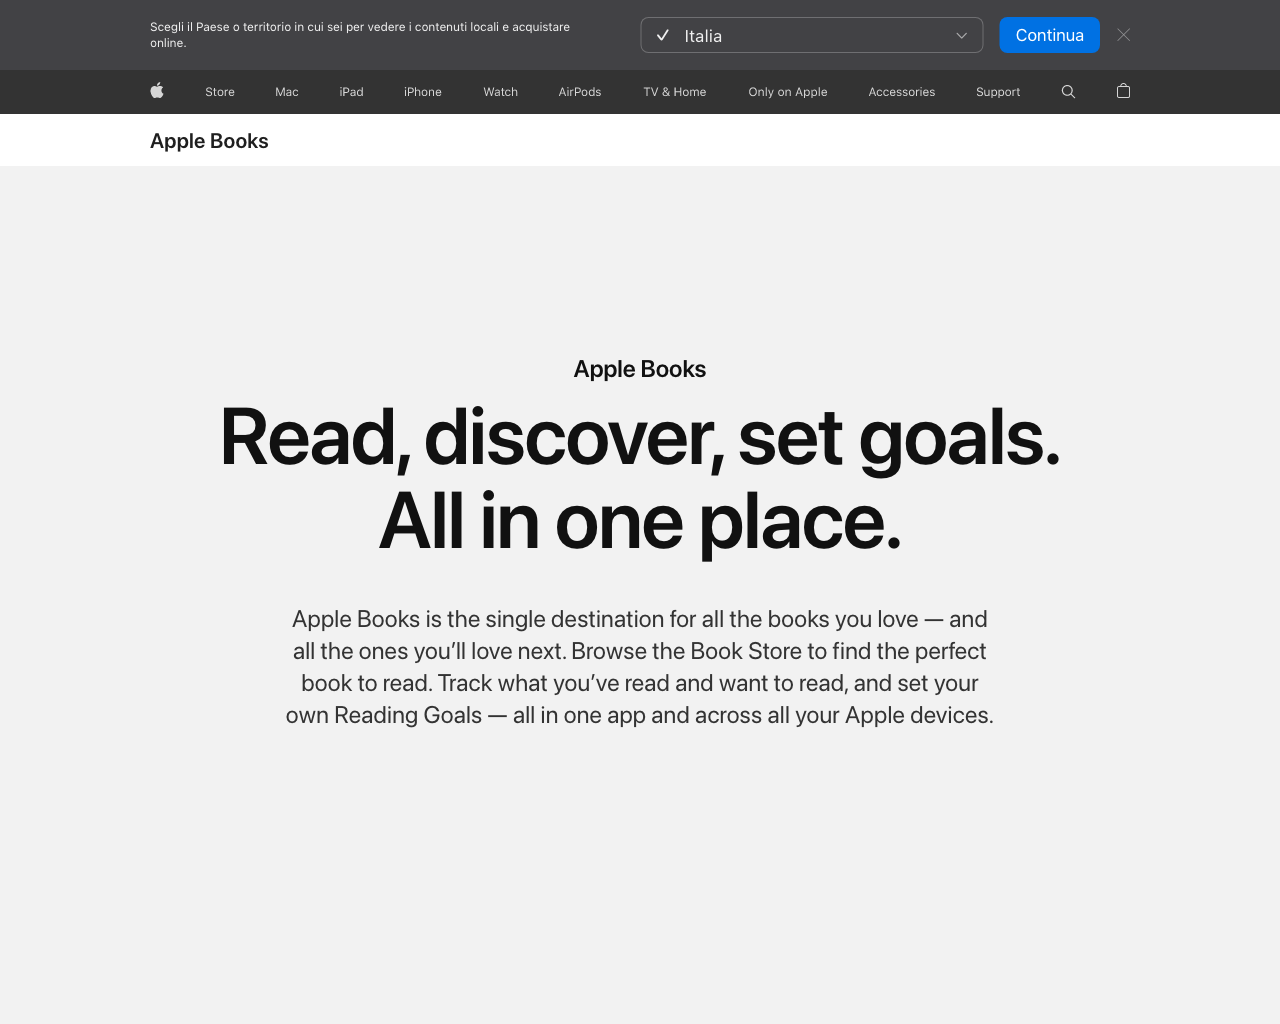 Scegli il Paese o territorio in cui sei per vedere i contenuti locali e acquistare
online.
Italia
Continua
Store Mac iPad iPhone Watch AirPods TV & Home Only on Apple Accessories Support
Apple Books
Apple Books
Read, discover, set goals.
All in one place.
Apple Books is the single destination for all the books you love — and
all the ones you’ll love next. Browse the Book Store to find the perfect
book to read. Track what you’ve read and want to read, and set your
own Reading Goals — all in one app and across all your Apple devices.